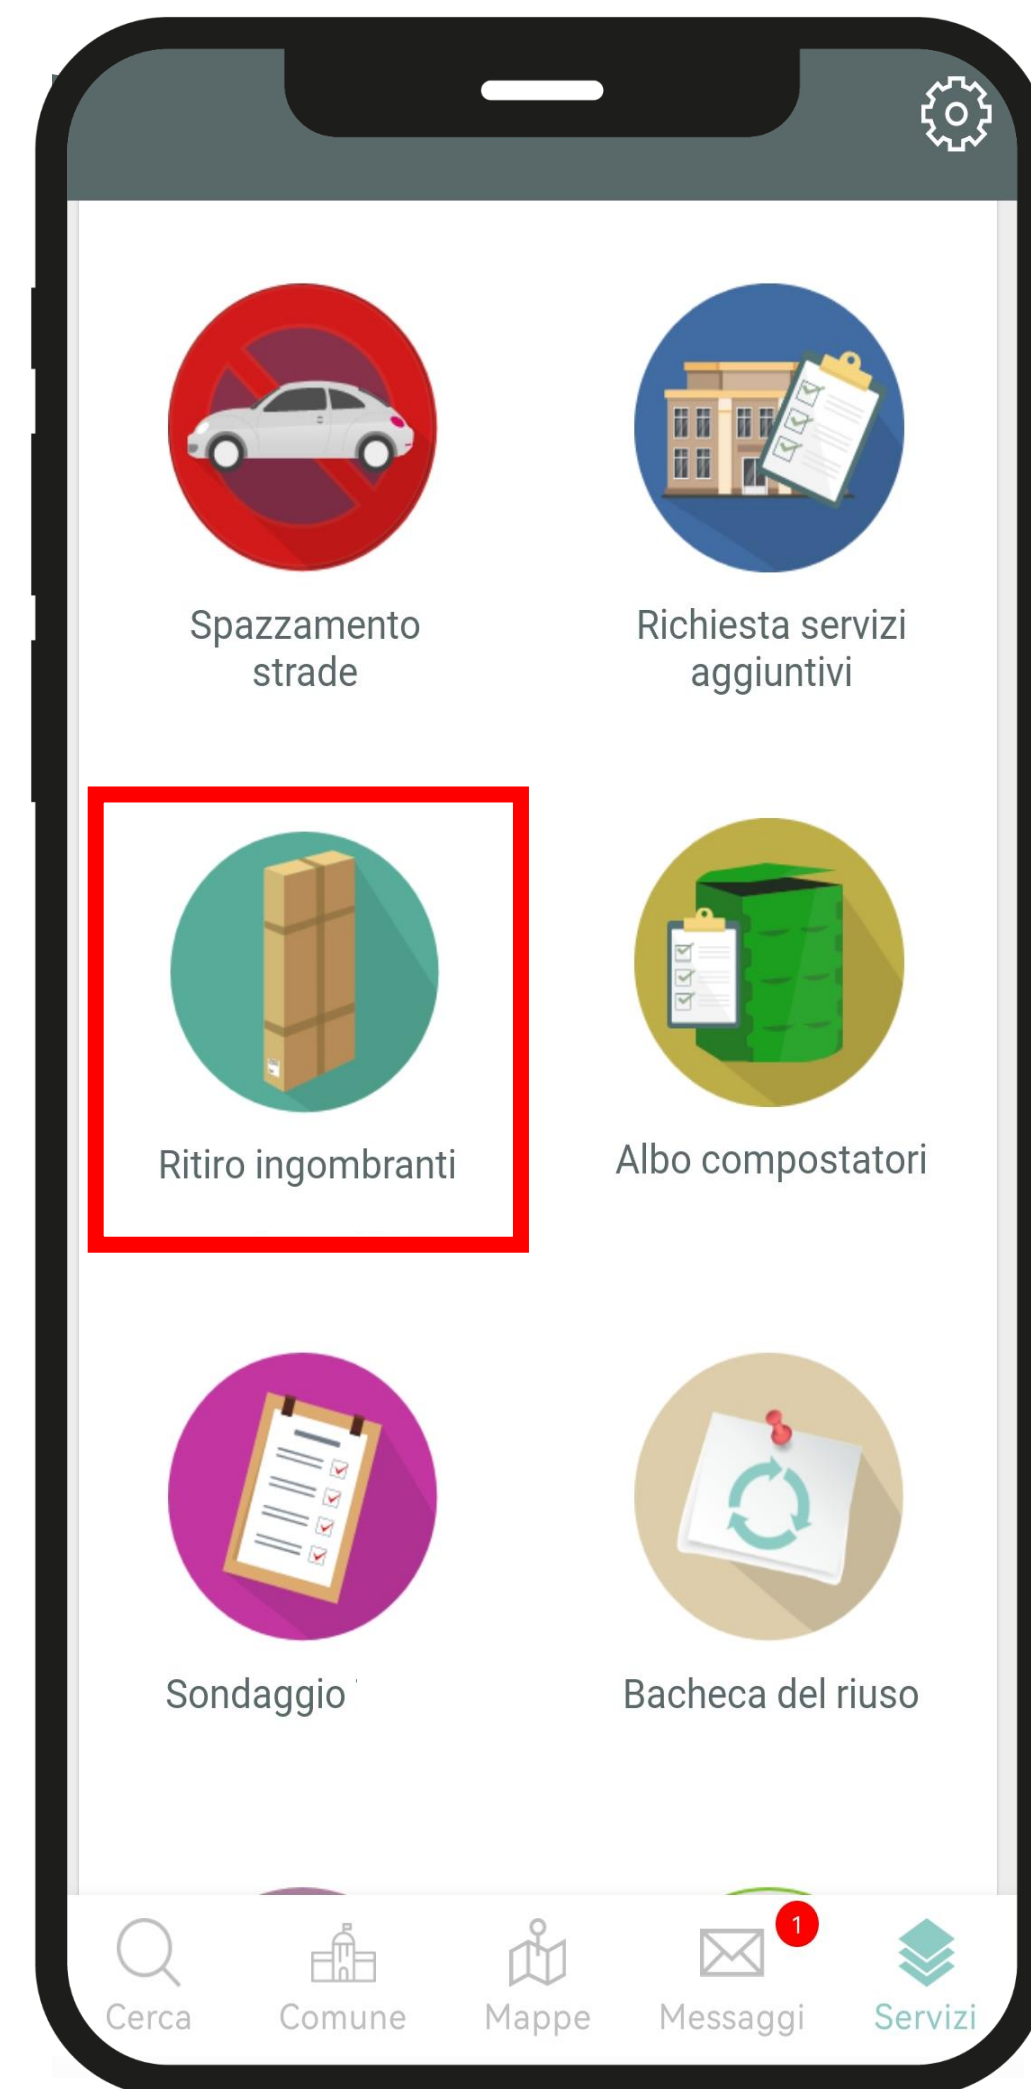 Spazzamento
strade
Richiesta servizi
aggiuntivi
Ritiro ingombranti
Albo compostatori
Sondaggio
Bacheca del riuso
1
Cerca
Comune
Mappe
Messaggi
Servizi